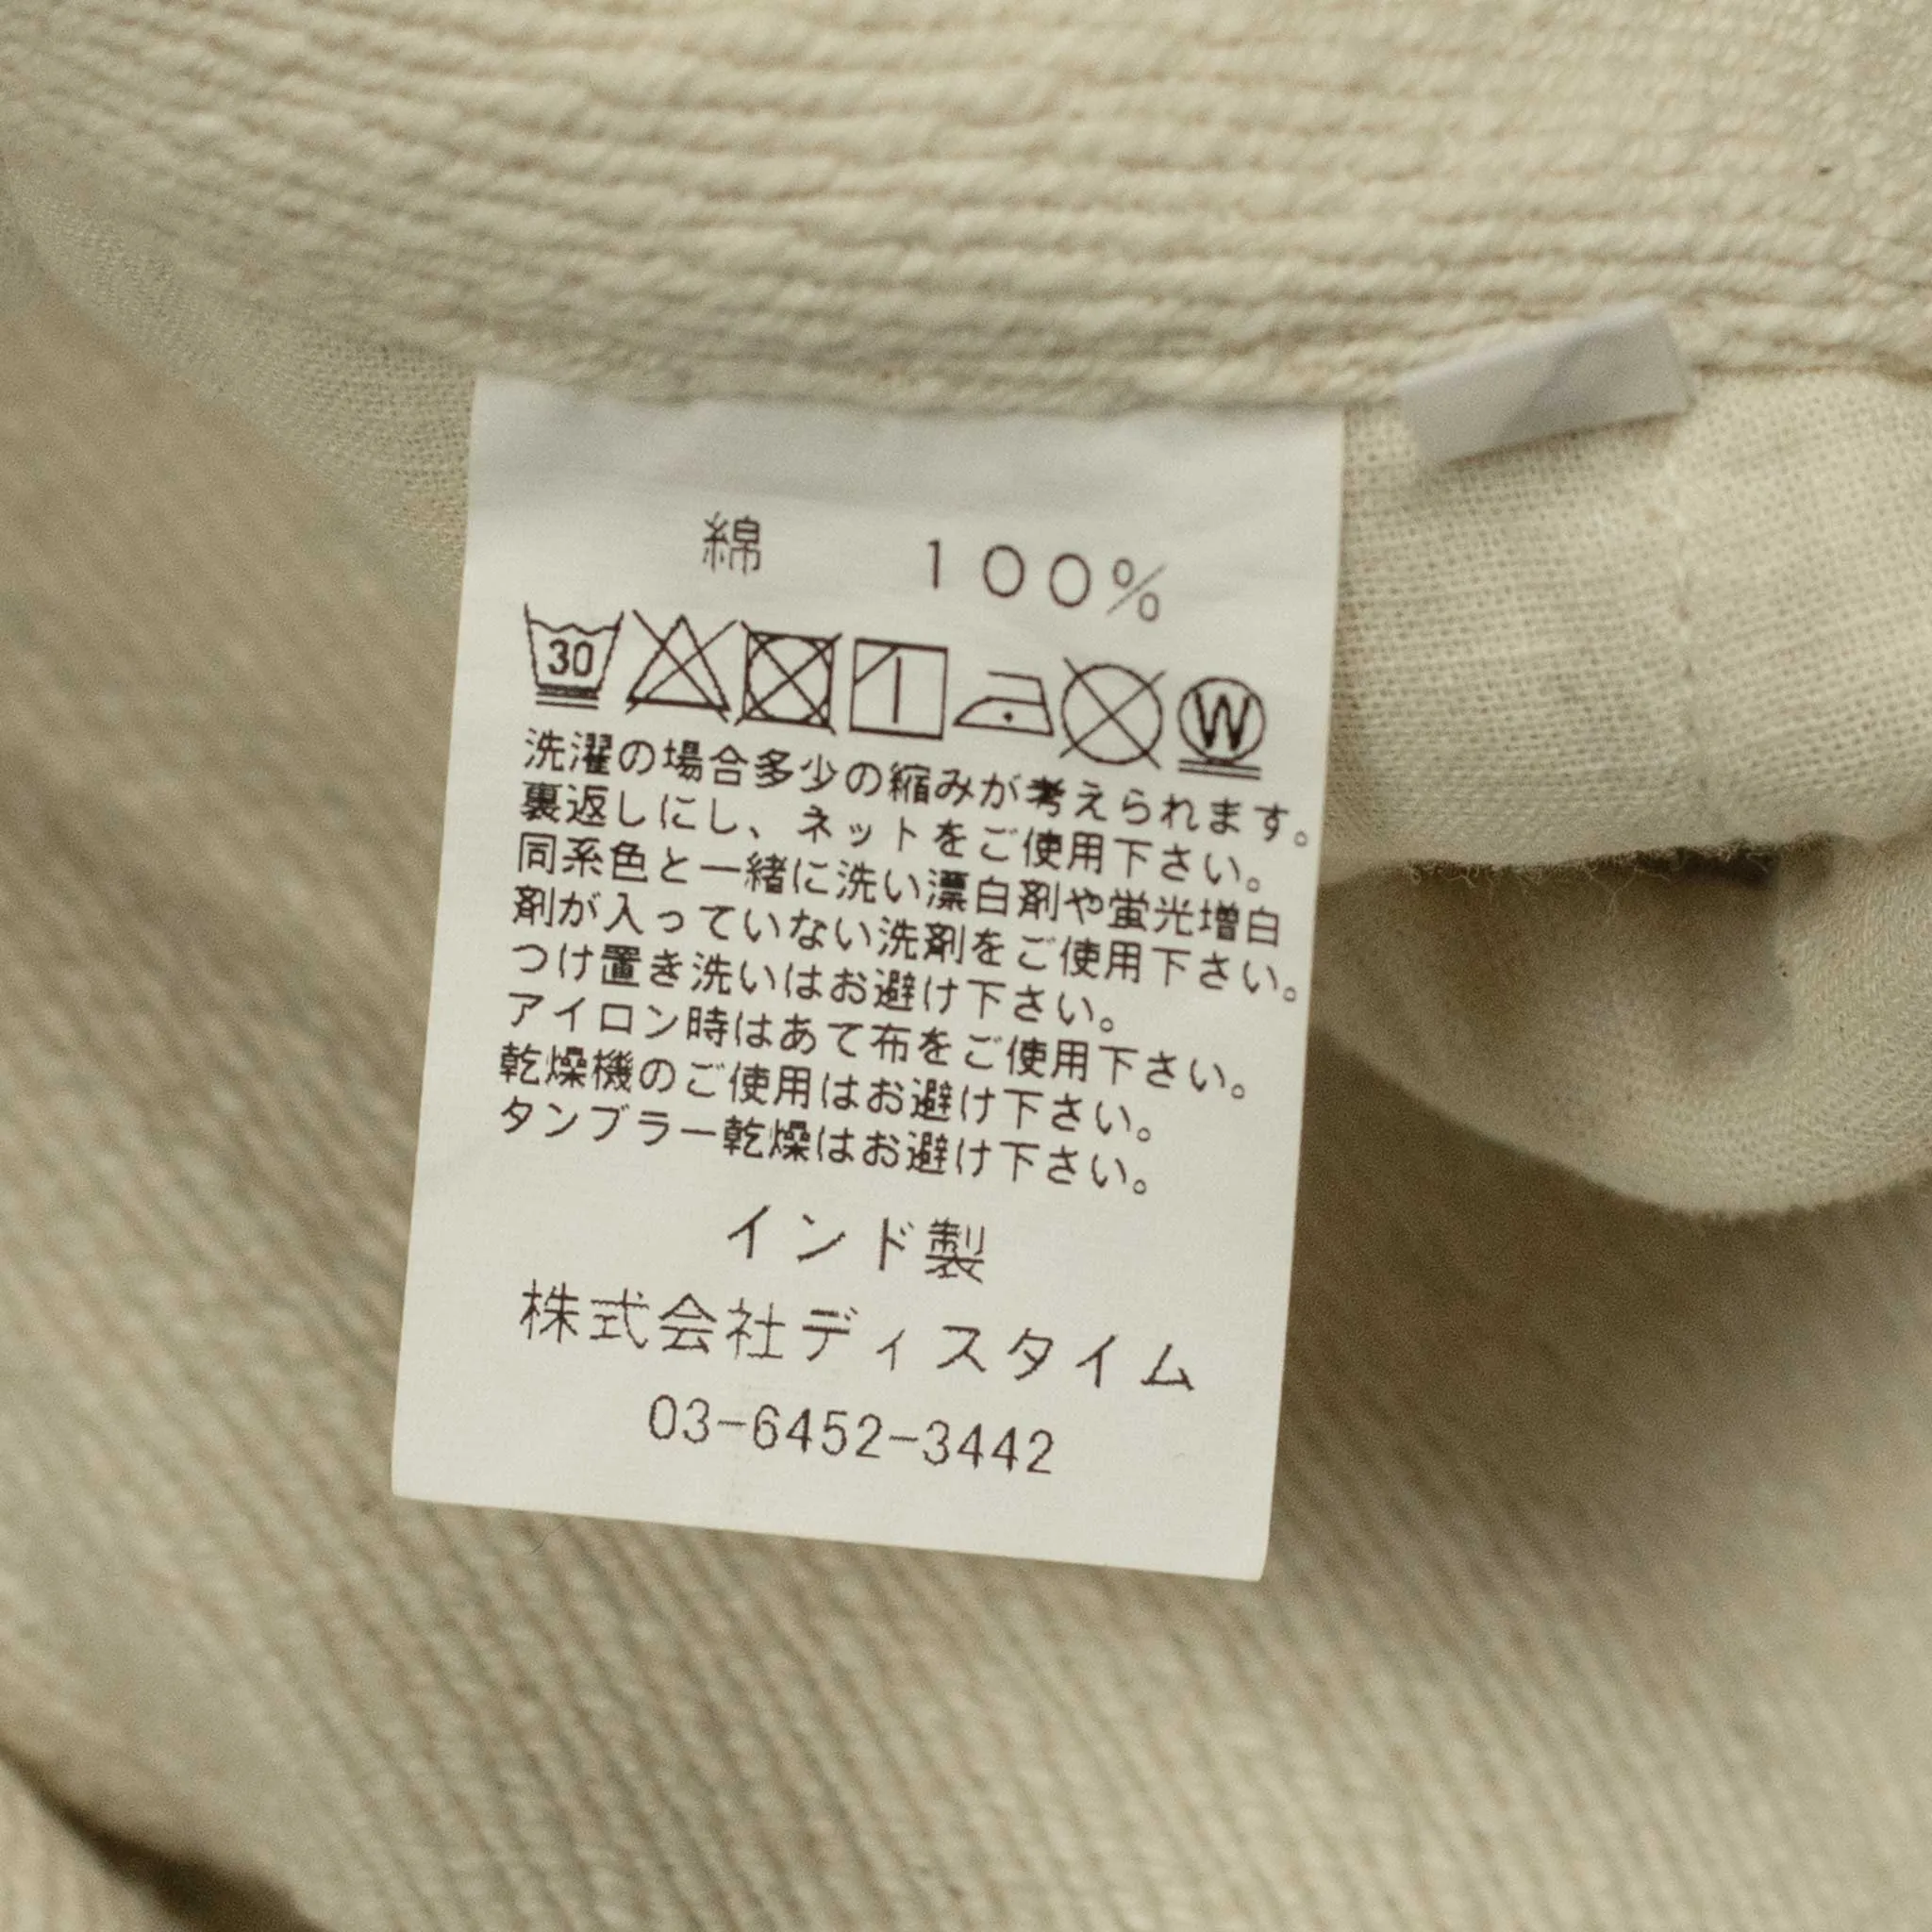 綿 100%
30 W
洗濯の場合多少の縮みが考えられます。
裏返しにし、ネットをご使用下さい。
同系色と一緒に洗い漂白剤や蛍光増白
剤が入っていない洗剤をご使用下さい。
つけ置き洗いはお避け下さい。
アイロン時はあて布をご使用下さい。
乾燥機のご使用はお避け下さい。
タンブラー乾燥はお避け下さい。
インド製
株式会社ディスタイム
03-6452-3442